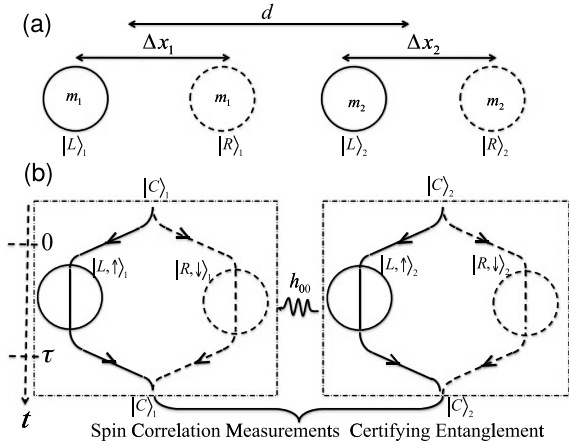 (a)
d
Δx₁ Δx₂
m₁ m₁ m₂ m₂
|L⟩₁ |R⟩₁ |L⟩₂ |R⟩₂
(b)
|C⟩₁ |C⟩₂
0
|L,↑⟩₁ |R,↓⟩₁ h₀₀ |L,↑⟩₂ |R,↓⟩₂
τ
t
|C⟩₁ |C⟩₂
Spin Correlation Measurements Certifying Entanglement